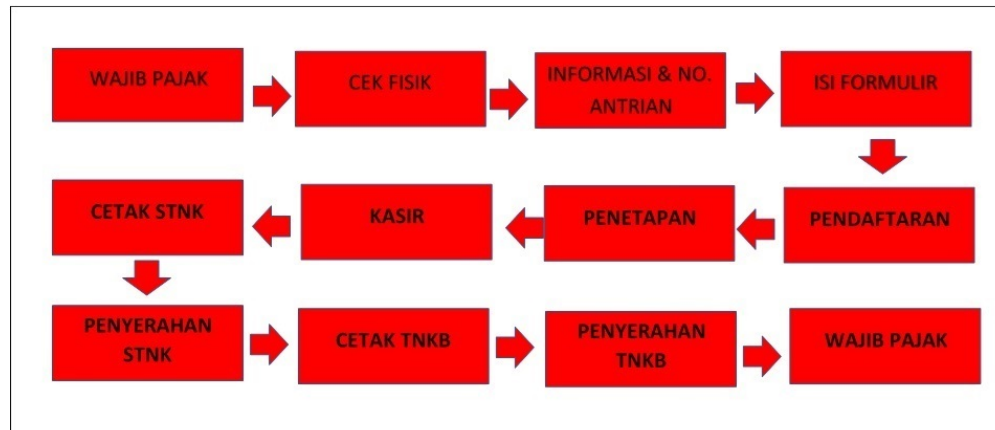 WAJIB PAJAK
CEK FISIK
INFORMASI & NO.
ANTRIAN
ISI FORMULIR
CETAK STNK
KASIR
PENETAPAN
PENDAFTARAN
PENYERAHAN
STNK
CETAK TNKB
PENYERAHAN
TNKB
WAJIB PAJAK